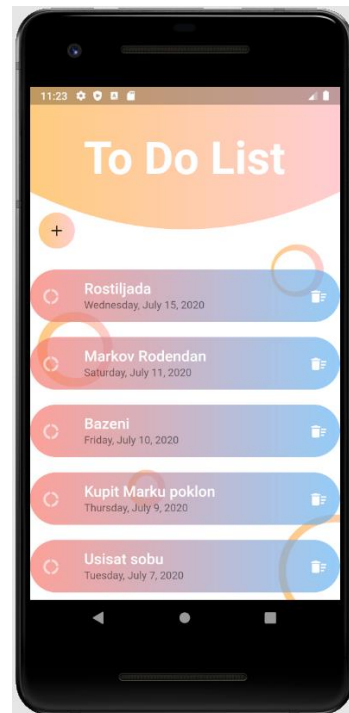 11:23
To Do List
+
Rostiljada
Wednesday, July 15, 2020
Markov Rodendan
Saturday, July 11, 2020
Bazeni
Friday, July 10, 2020
Kupit Marku poklon
Thursday, July 9, 2020
Usisat sobu
Tuesday, July 7, 2020